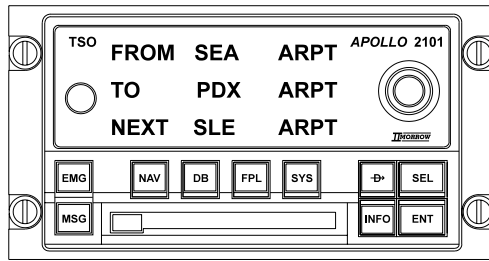 TSO APOLLO 2101
FROM SEA ARPT
TO PDX ARPT
NEXT SLE ARPT
IIMORROW
EMG NAV DB FPL SYS D SEL
MSG INFO ENT